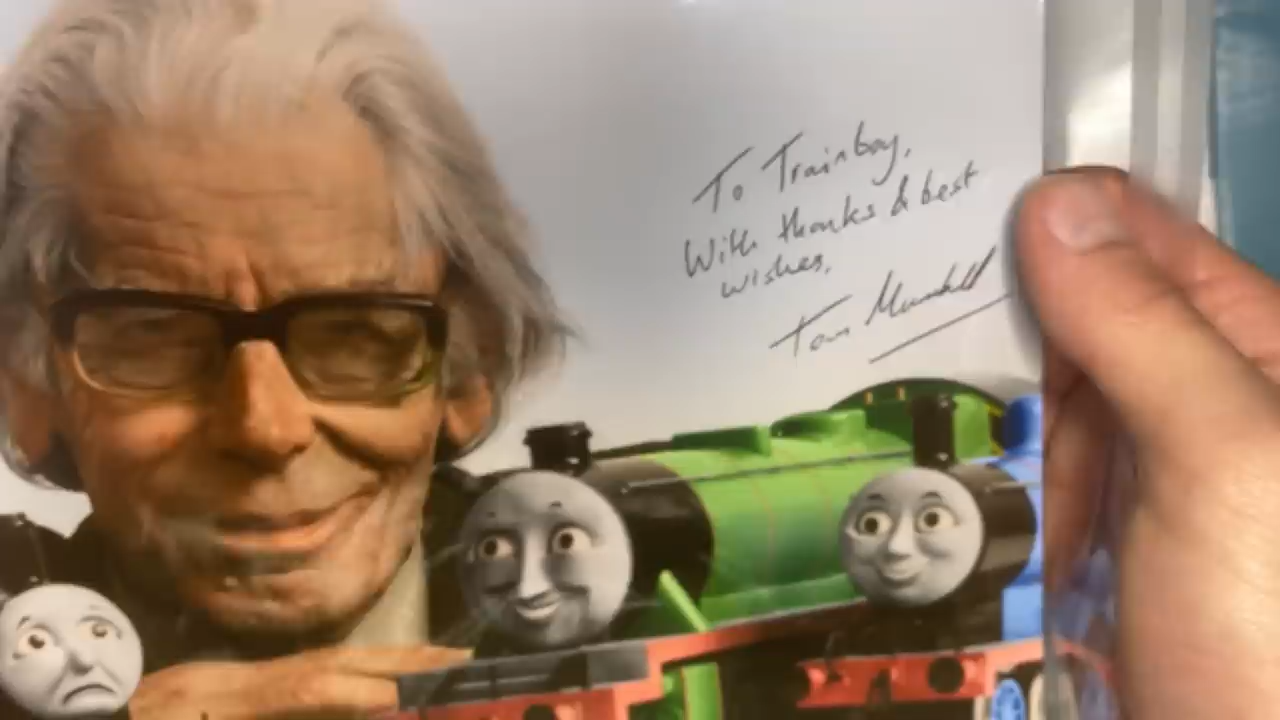 To Trainboy,
With thanks & best
wishes,
Tom